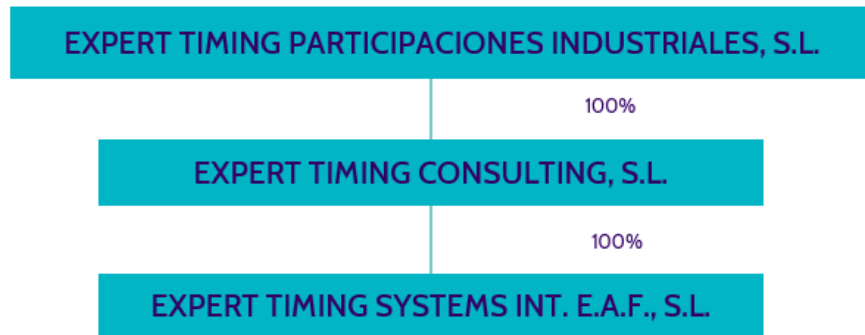 EXPERT TIMING PARTICIPACIONES INDUSTRIALES, S.L.
100%
EXPERT TIMING CONSULTING, S.L.
100%
EXPERT TIMING SYSTEMS INT. E.A.F., S.L.